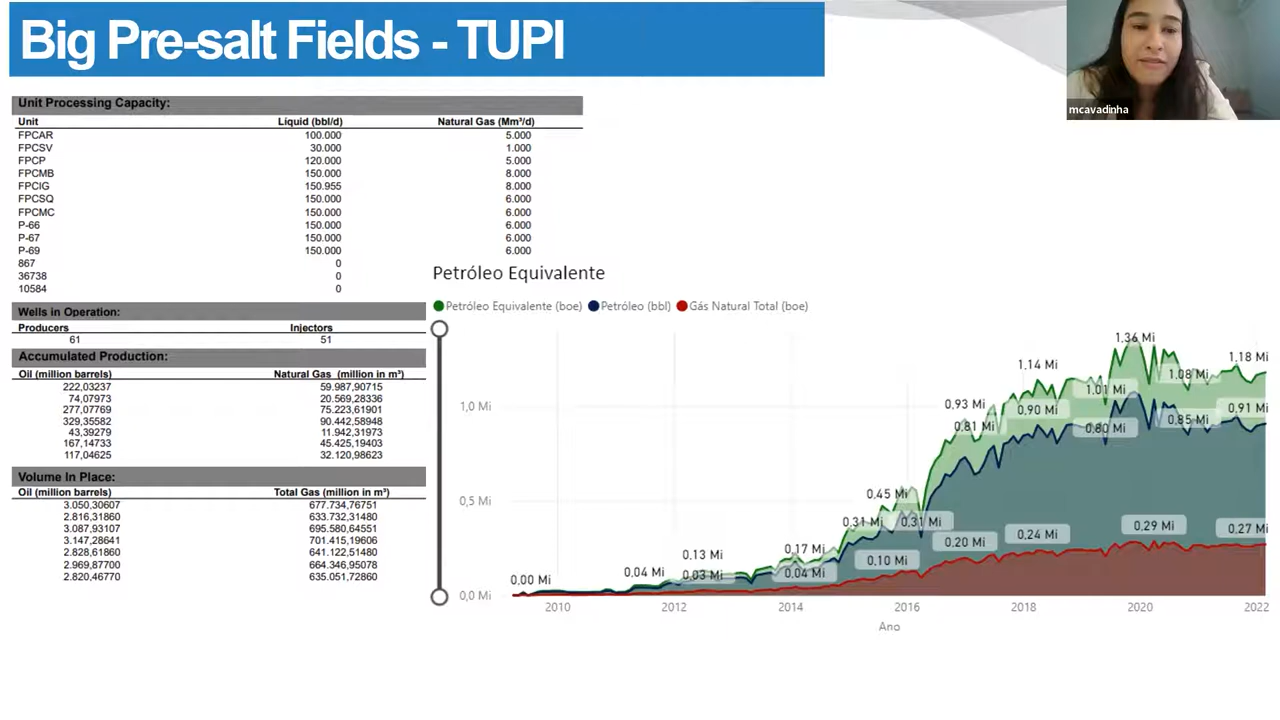 Big Pre-salt Fields - TUPI
mcavadinha
Unit Processing Capacity:
Unit Liquid (bbl/d) Natural Gas (Mm³/d)
FPCAR 100.000 5.000
FPCSV 30.000 1.000
FPCP 120.000 5.000
FPCMB 150.000 8.000
FPCIG 150.955 8.000
FPCSQ 150.000 6.000
FPCMC 150.000 6.000
P-66 150.000 6.000
P-67 150.000 6.000
P-69 150.000 6.000
867 0
36738 0
10584 0
Wells in Operation:
Producers Injectors
61 51
Accumulated Production:
Oil (million barrels) Natural Gas (million in m³)
222,03237 59.987,90715
74,07973 20.569,28336
277,07769 75.223,61901
329,35582 90.442,58948
43,39279 11.942,31973
167,14733 45.425,19403
117,04625 32.120,98623
Volume In Place:
Oil (million barrels) Total Gas (million in m³)
3.050,30607 677.734,76751
2.816,31860 633.732,31480
3.087,93107 695.580,64551
3.147,28641 701.415,19606
2.828,61860 641.122,51480
2.969,87700 664.346,95078
2.820,46770 635.051,72860
Petróleo Equivalente
Petróleo Equivalente (boe) Petróleo (bbl) Gás Natural Total (boe)
1,36 Mi
1,14 Mi 1,18 Mi
1,08 Mi
1,01 Mi
1,0 Mi 0,93 Mi 0,90 Mi 0,91 Mi
0,81 Mi 0,80 Mi 0,85 Mi
0,5 Mi 0,45 Mi
0,31 Mi 0,31 Mi
0,20 Mi 0,24 Mi 0,29 Mi 0,27 Mi
0,13 Mi 0,17 Mi 0,10 Mi
0,00 Mi 0,04 Mi 0,03 Mi 0,04 Mi
0,0 Mi
2010 2012 2014 2016 2018 2020 2022
Ano